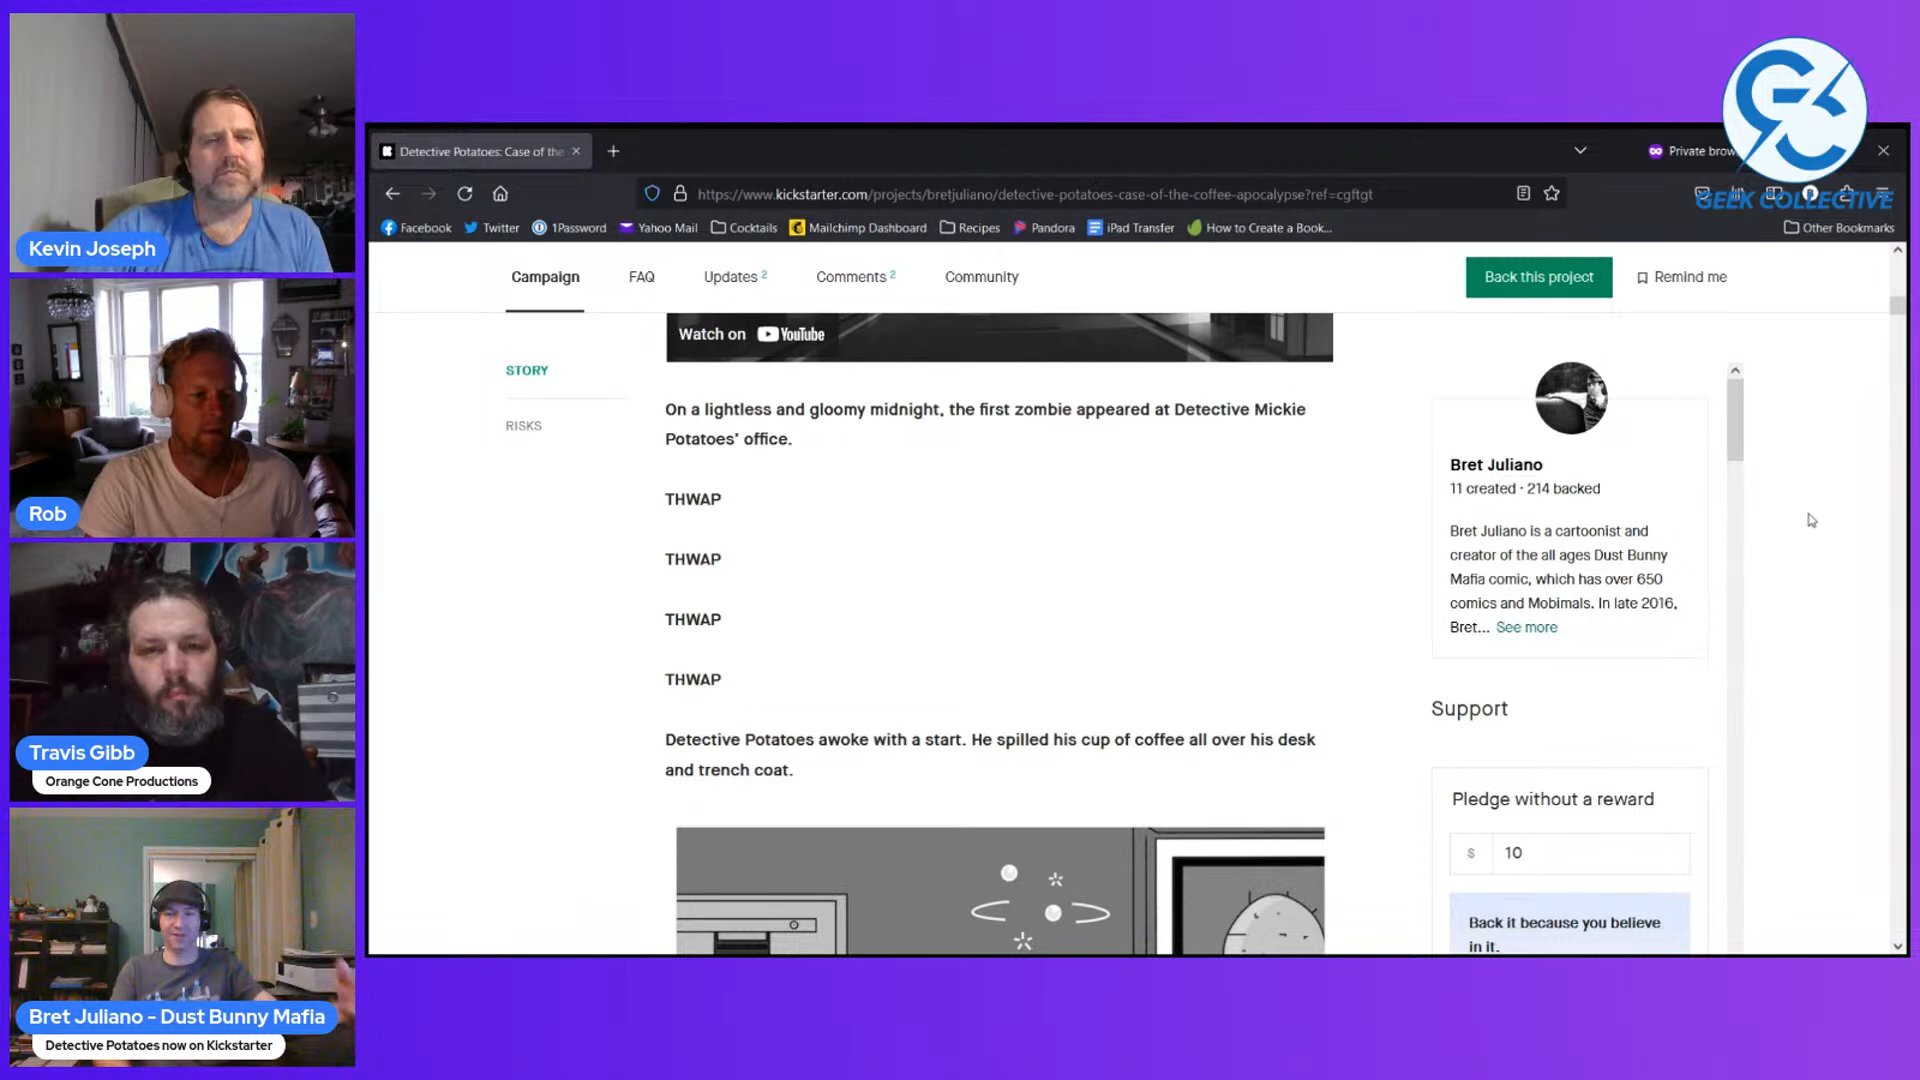 Kevin Joseph
Rob
Travis Gibb
Orange Cone Productions
Bret Juliano - Dust Bunny Mafia
Detective Potatoes now on Kickstarter
GEEK COLLECTIVE
Detective Potatoes: Case of the
Private brow
https://www.kickstarter.com/projects/bretjuliano/detective-potatoes-case-of-the-coffee-apocalypse?ref=cgftgt
Facebook Twitter 1Password Yahoo Mail Cocktails Mailchimp Dashboard Recipes Pandora iPad Transfer How to Create a Book... Other Bookmarks
Campaign FAQ Updates 2 Comments 2 Community Back this project Remind me
Watch on YouTube
STORY
RISKS
On a lightless and gloomy midnight, the first zombie appeared at Detective Mickie
Potatoes' office.
THWAP
THWAP
THWAP
THWAP
Detective Potatoes awoke with a start. He spilled his cup of coffee all over his desk
and trench coat.
Bret Juliano
11 created · 214 backed
Bret Juliano is a cartoonist and
creator of the all ages Dust Bunny
Mafia comic, which has over 650
comics and Mobimals. In late 2016,
Bret... See more
Support
Pledge without a reward
$ 10
Back it because you believe
in it.